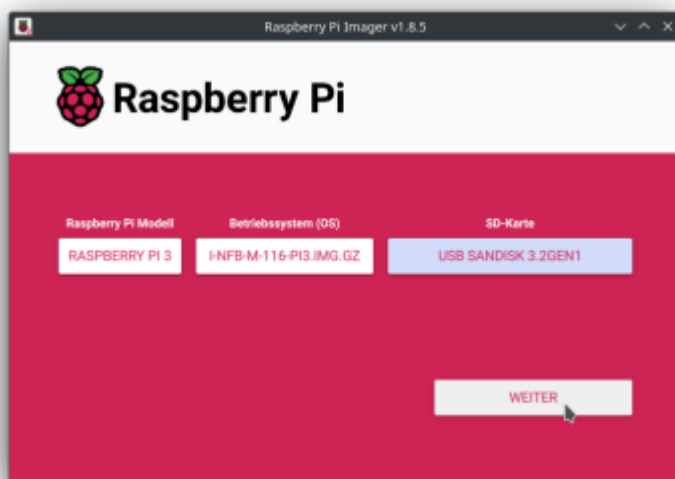 Raspberry Pi Imager v1.8.5
Raspberry Pi
Raspberry Pi Modell
Betriebssystem (OS)
SD-Karte
RASPBERRY PI 3
I-NFB-M-116-PI3.IMG.GZ
USB SANDISK 3.2GEN1
WEITER